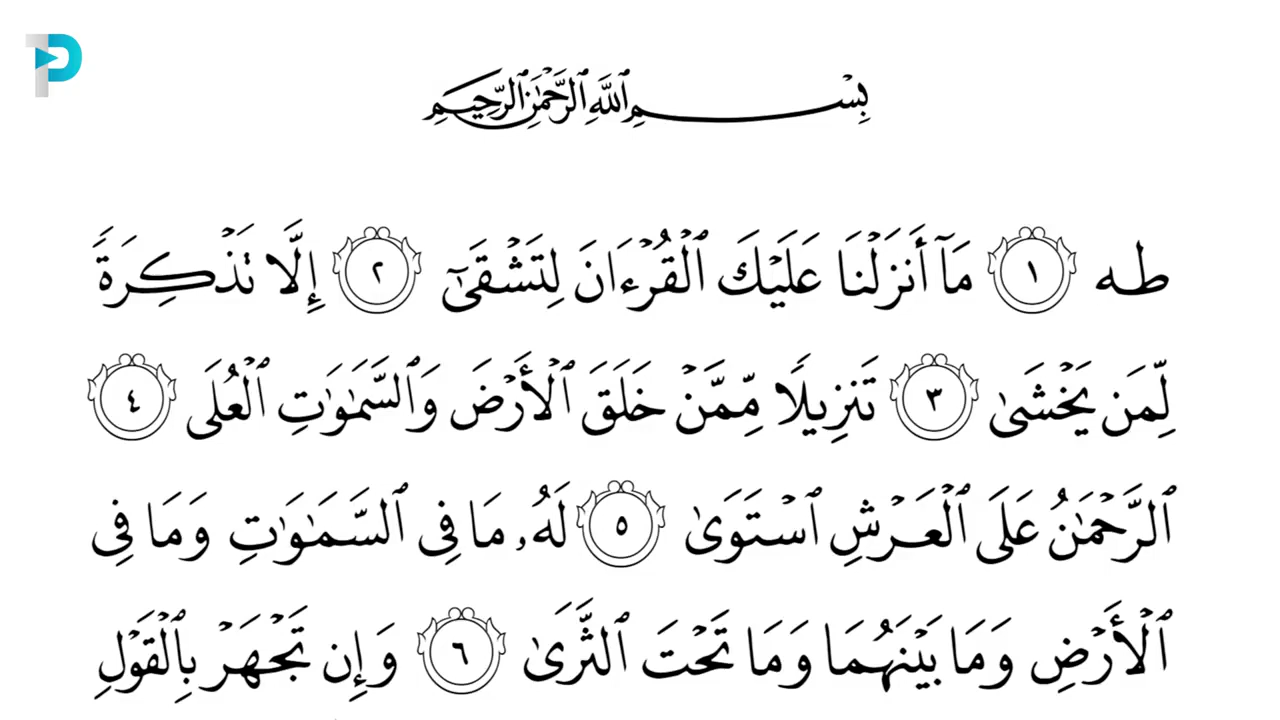 P
بِسْمِ ٱللَّهِ ٱلرَّحْمَٰنِ ٱلرَّحِيمِ
طه ١ مَآ أَنزَلْنَا عَلَيْكَ ٱلْقُرْءَانَ لِتَشْقَىٰٓ ٢ إِلَّا تَذْكِرَةً
لِّمَن يَخْشَىٰ ٣ تَنزِيلًا مِّمَّنْ خَلَقَ ٱلْأَرْضَ وَٱلسَّمَٰوَٰتِ ٱلْعُلَى ٤
ٱلرَّحْمَٰنُ عَلَى ٱلْعَرْشِ ٱسْتَوَىٰ ٥ لَهُۥ مَا فِى ٱلسَّمَٰوَٰتِ وَمَا فِى
ٱلْأَرْضِ وَمَا بَيْنَهُمَا وَمَا تَحْتَ ٱلثَّرَىٰ ٦ وَإِن تَجْهَرْ بِٱلْقَوْلِ